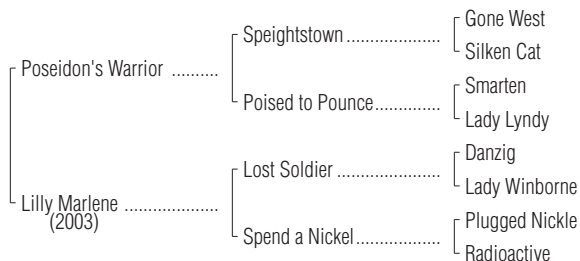 Gone West
Speightstown ....................
Silken Cat
Poseidon's Warrior ..........
Smarten
Poised to Pounce..............
Lady Lyndy
Danzig
Lost Soldier ......................
Lady Winborne
Lilly Marlene ....................
(2003)
Plugged Nickle
Spend a Nickel..................
Radioactive